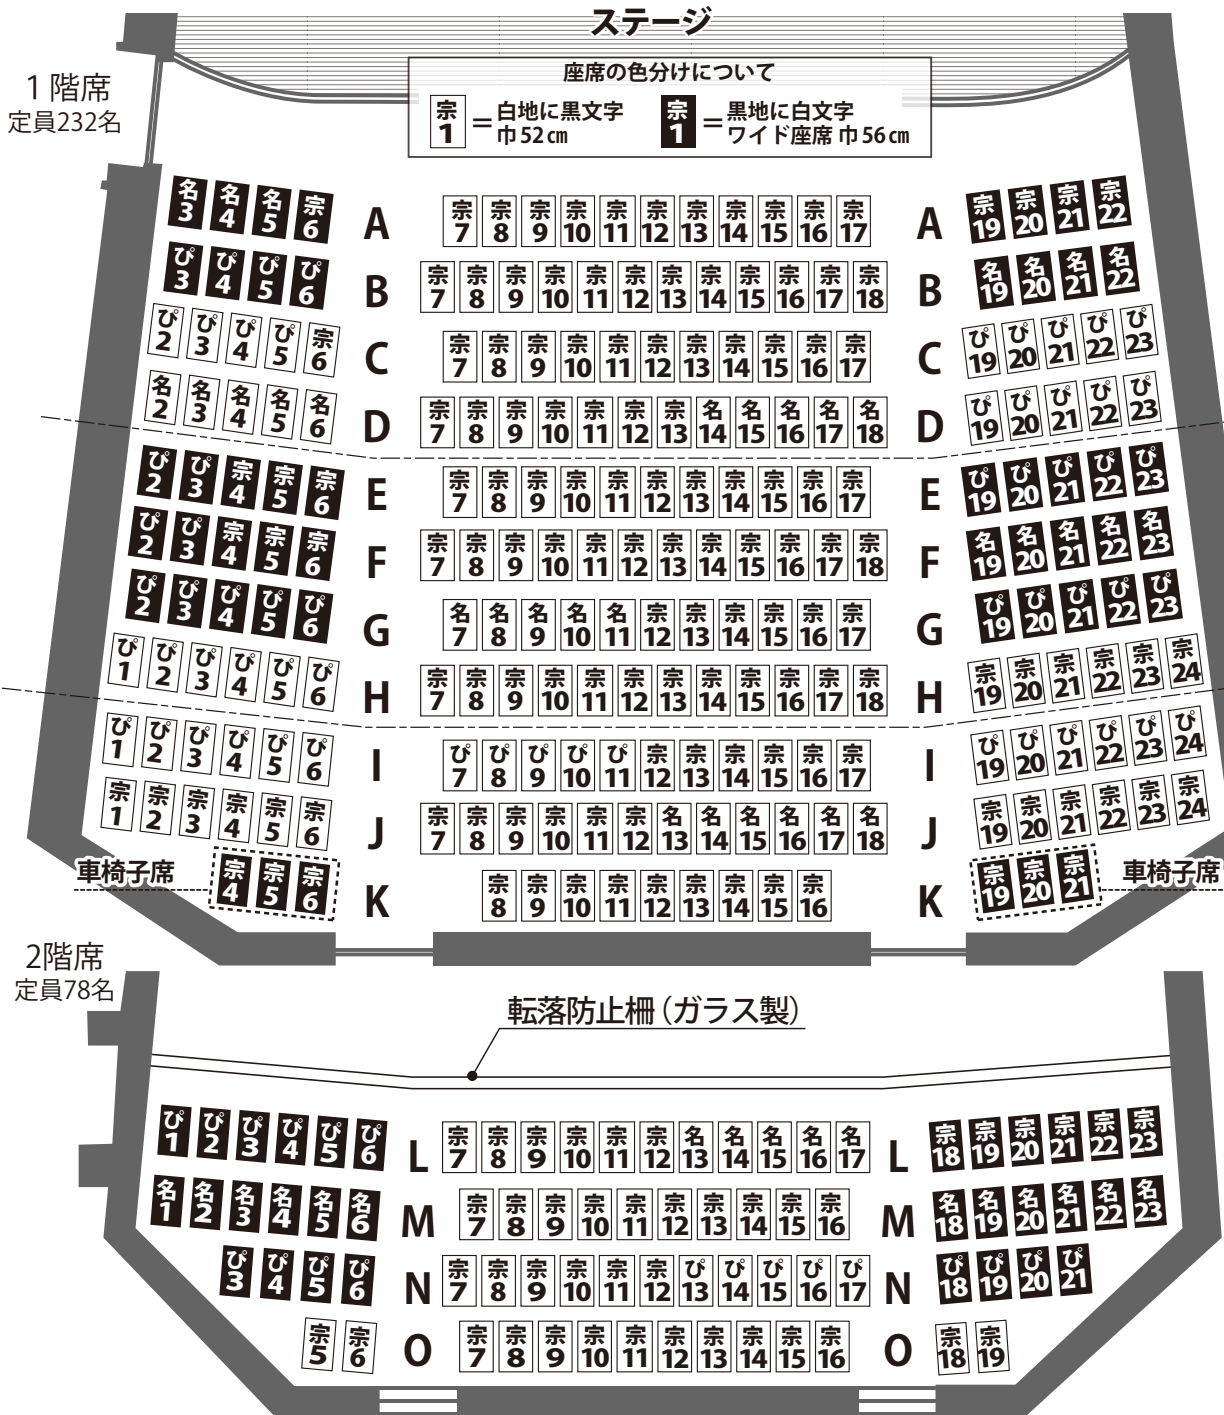 ステージ
1階席
定員232名
座席の色分けについて
宗1＝白地に黒文字 巾52㎝
宗1＝黒地に白文字 ワイド座席 巾56㎝
名3 名4 名5 宗6 A 宗7 宗8 宗9 宗10 宗11 宗12 宗13 宗14 宗15 宗16 宗17 A 宗19 宗20 宗21 宗22
ぴ3 ぴ4 ぴ5 ぴ6 B 宗7 宗8 宗9 宗10 宗11 宗12 宗13 宗14 宗15 宗16 宗17 宗18 B 名19 名20 名21 名22
ぴ2 ぴ3 ぴ4 ぴ5 宗6 C 宗7 宗8 宗9 宗10 宗11 宗12 宗13 宗14 宗15 宗16 宗17 C ぴ19 ぴ20 ぴ21 ぴ22 ぴ23
名2 名3 名4 名5 名6 D 宗7 宗8 宗9 宗10 宗11 宗12 宗13 名14 名15 名16 名17 名18 D ぴ19 ぴ20 ぴ21 ぴ22 ぴ23
ぴ2 ぴ3 宗4 宗5 宗6 E 宗7 宗8 宗9 宗10 宗11 宗12 宗13 宗14 宗15 宗16 宗17 E ぴ19 ぴ20 ぴ21 ぴ22 ぴ23
ぴ2 ぴ3 宗4 宗5 宗6 F 宗7 宗8 宗9 宗10 宗11 宗12 宗13 宗14 宗15 宗16 宗17 宗18 F 名19 名20 名21 名22 名23
ぴ2 ぴ3 ぴ4 ぴ5 ぴ6 G 名7 名8 名9 名10 名11 宗12 宗13 宗14 宗15 宗16 宗17 G ぴ19 ぴ20 ぴ21 ぴ22 ぴ23
ぴ1 ぴ2 ぴ3 ぴ4 ぴ5 ぴ6 H 宗7 宗8 宗9 宗10 宗11 宗12 宗13 宗14 宗15 宗16 宗17 宗18 H 宗19 宗20 宗21 宗22 宗23 宗24
ぴ1 ぴ2 ぴ3 ぴ4 ぴ5 ぴ6 I ぴ7 ぴ8 ぴ9 ぴ10 ぴ11 宗12 宗13 宗14 宗15 宗16 宗17 I ぴ19 ぴ20 ぴ21 ぴ22 ぴ23 ぴ24
宗1 宗2 宗3 宗4 宗5 宗6 J 宗7 宗8 宗9 宗10 宗11 宗12 名13 名14 名15 名16 名17 名18 J 宗19 宗20 宗21 宗22 宗23 宗24
車椅子席 宗4 宗5 宗6 K 宗8 宗9 宗10 宗11 宗12 宗13 宗14 宗15 宗16 K 宗19 宗20 宗21 車椅子席
2階席
定員78名
転落防止柵（ガラス製）
ぴ1 ぴ2 ぴ3 ぴ4 ぴ5 ぴ6 L 宗7 宗8 宗9 宗10 宗11 宗12 名13 名14 名15 名16 名17 L 宗18 宗19 宗20 宗21 宗22 宗23
名1 名2 名3 名4 名5 名6 M 宗7 宗8 宗9 宗10 宗11 宗12 宗13 宗14 宗15 宗16 M 名18 名19 名20 名21 名22 名23
ぴ3 ぴ4 ぴ5 ぴ6 N 宗7 宗8 宗9 宗10 宗11 宗12 ぴ13 ぴ14 ぴ15 ぴ16 ぴ17 N ぴ18 ぴ19 ぴ20 ぴ21
宗5 宗6 O 宗7 宗8 宗9 宗10 宗11 宗12 宗13 宗14 宗15 宗16 O 宗18 宗19